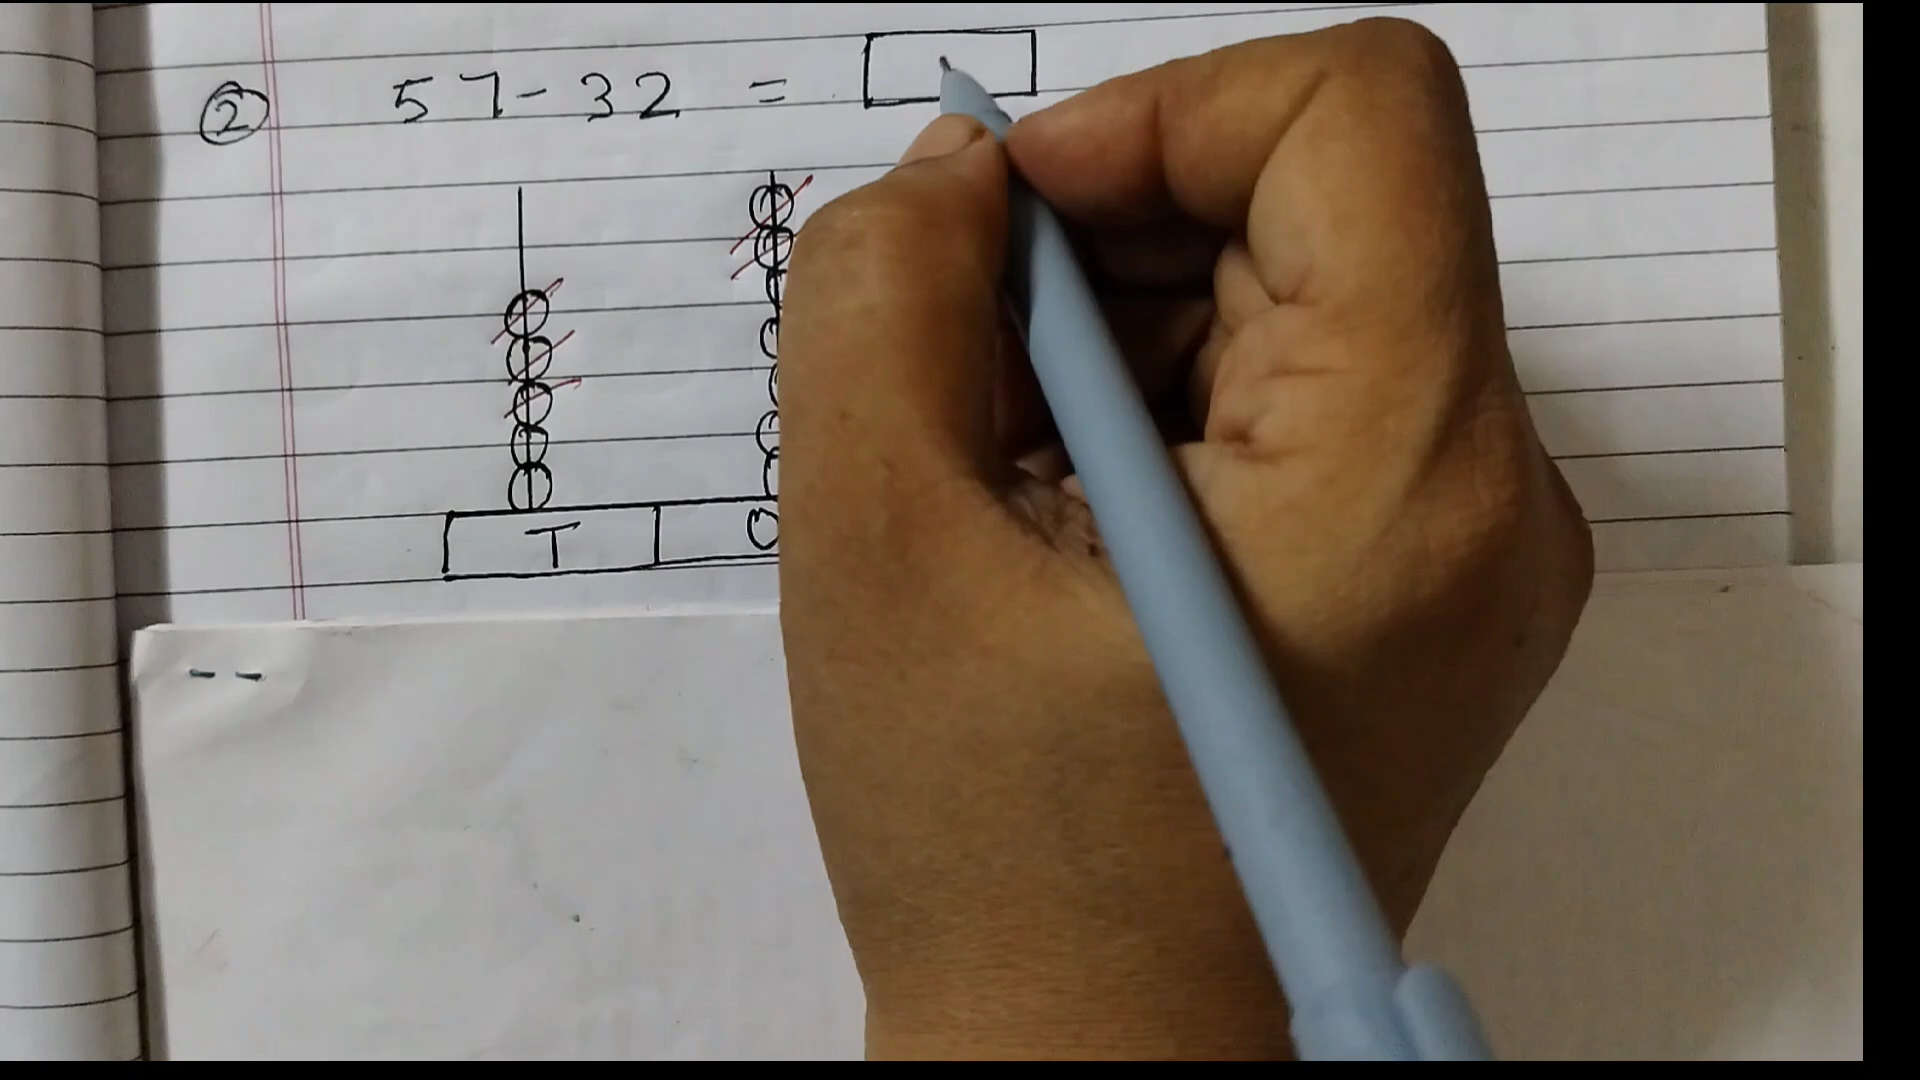 ② 57-32 =
T O